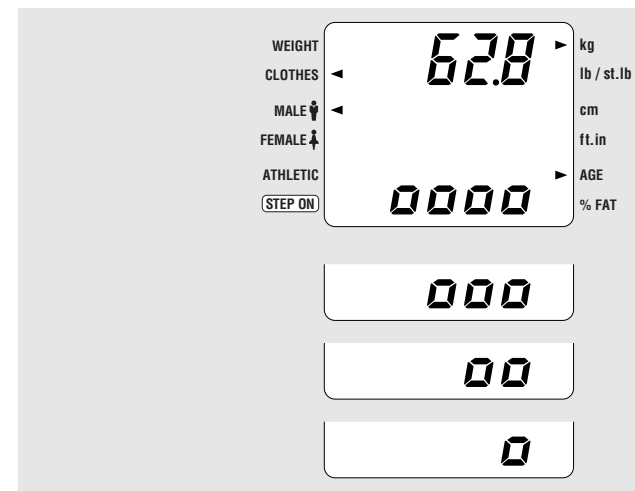 WEIGHT 62.8 kg
CLOTHES lb / st.lb
MALE cm
FEMALE ft.in
ATHLETIC AGE
STEP ON 0000 % FAT
000
00
0